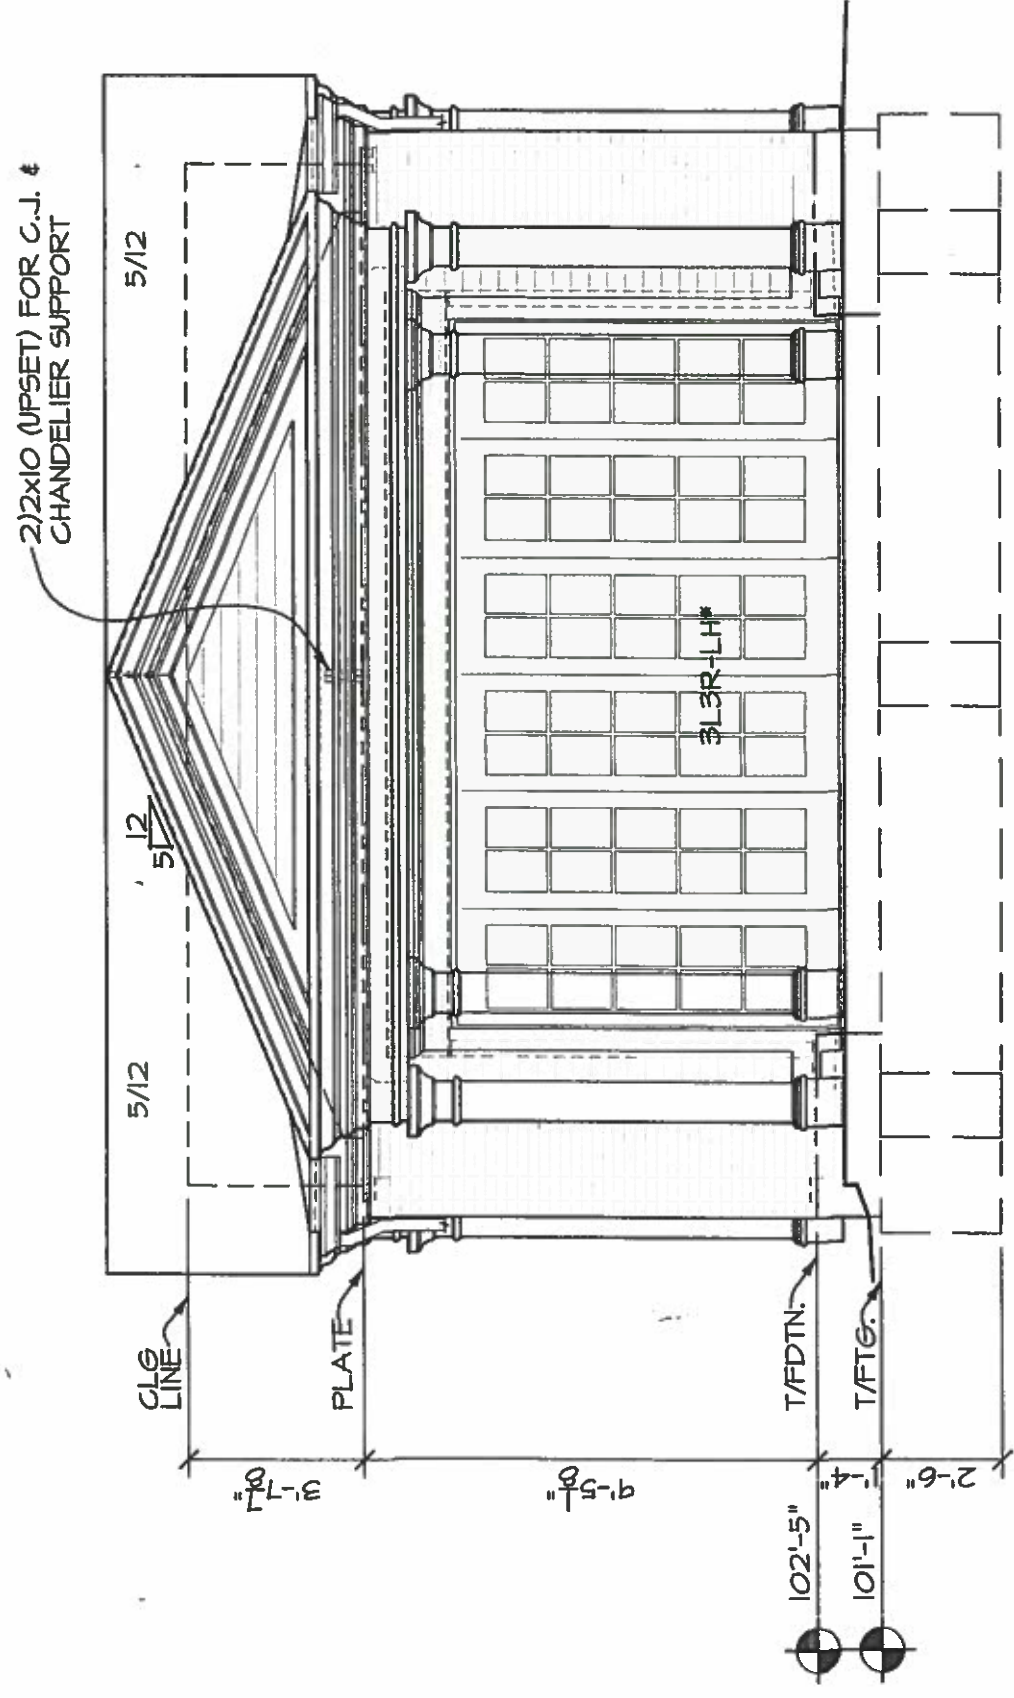 2/2x10 (UPSET) FOR C.J. &
CHANDELIER SUPPORT
5/12
12
5
5/12
3L3R-LH*
CLG
LINE
PLATE
T/FDTN.
T/FTG.
3'-7 7/8"
9'-5 1/8"
1'-4"
2'-6"
102'-5"
101'-1"